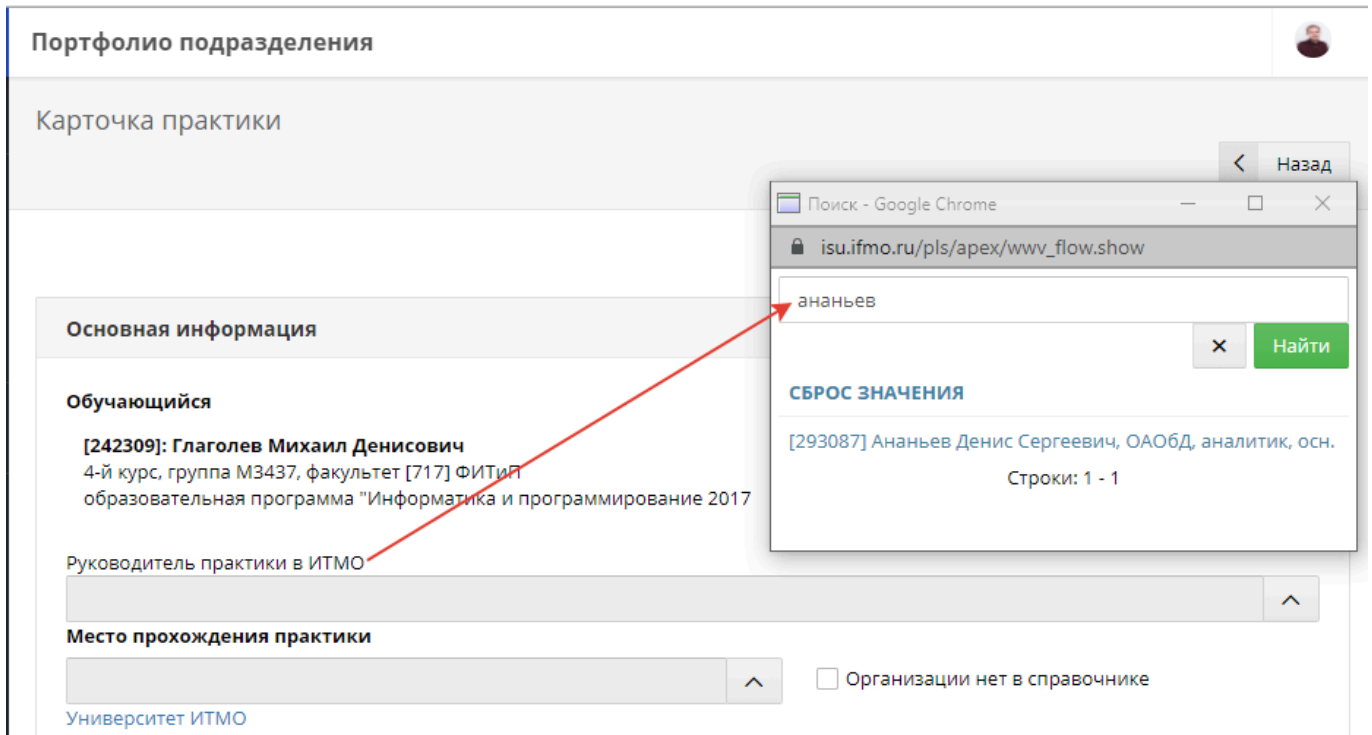 Портфолио подразделения
Карточка практики
Назад
Поиск - Google Chrome
isu.ifmo.ru/pls/apex/wwv_flow.show
ананьев
Найти
СБРОС ЗНАЧЕНИЯ
[293087] Ананьев Денис Сергеевич, ОАОбД, аналитик, осн.
Строки: 1 - 1
Основная информация
Обучающийся
[242309]: Глаголев Михаил Денисович
4-й курс, группа М3437, факультет [717] ФИТиП
образовательная программа "Информатика и программирование 2017
Руководитель практики в ИТМО
Место прохождения практики
Организации нет в справочнике
Университет ИТМО